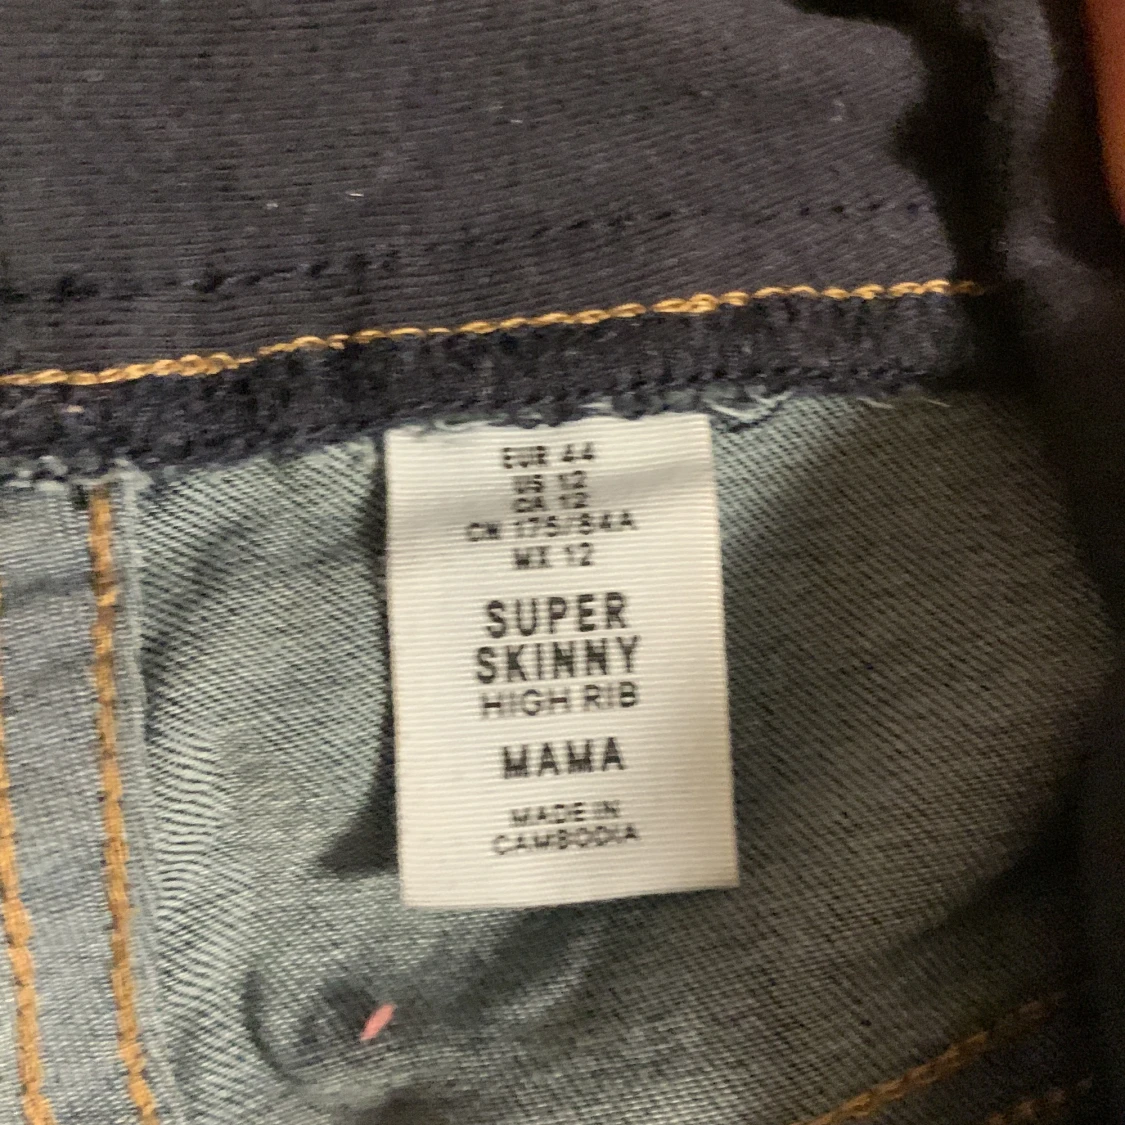 EUR 44
US 12
CA 12
CN 175/84A
MX 12
SUPER
SKINNY
HIGH RIB
MAMA
MADE IN
CAMBODIA